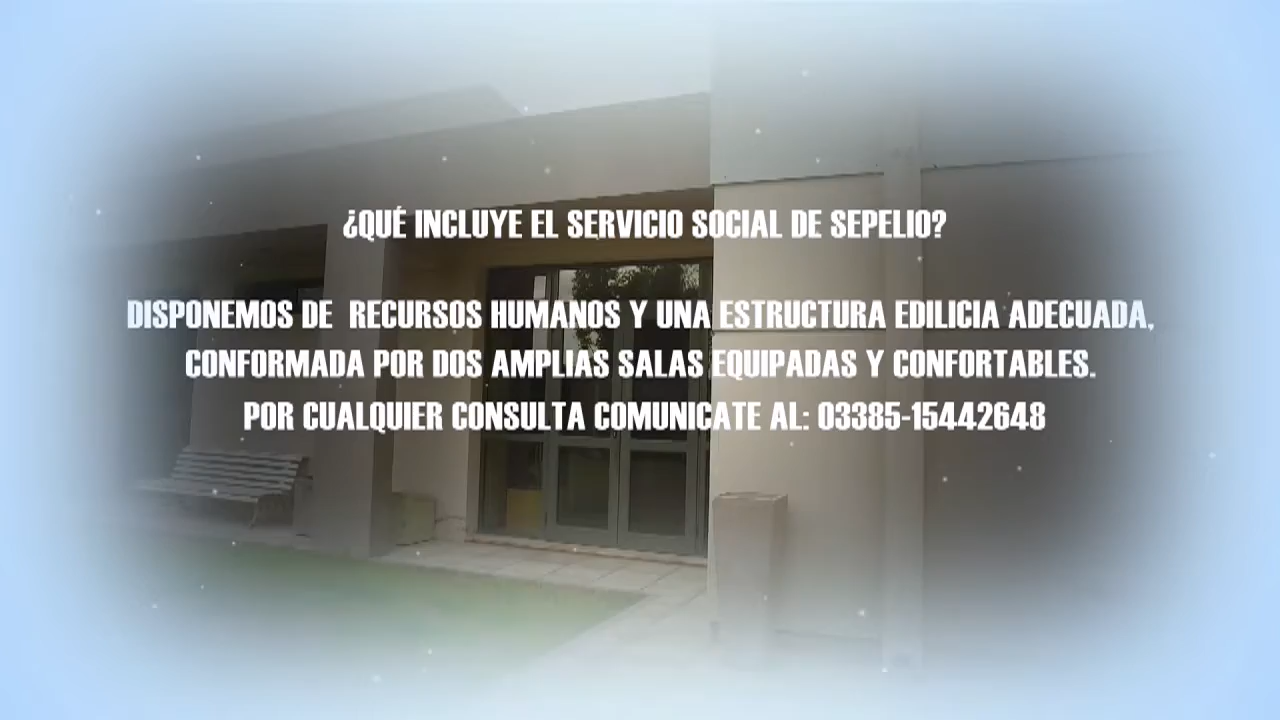 ¿QUÉ INCLUYE EL SERVICIO SOCIAL DE SEPELIO?
DISPONEMOS DE RECURSOS HUMANOS Y UNA ESTRUCTURA EDILICIA ADECUADA,
CONFORMADA POR DOS AMPLIAS SALAS EQUIPADAS Y CONFORTABLES.
POR CUALQUIER CONSULTA COMUNICATE AL: 03385-15442648